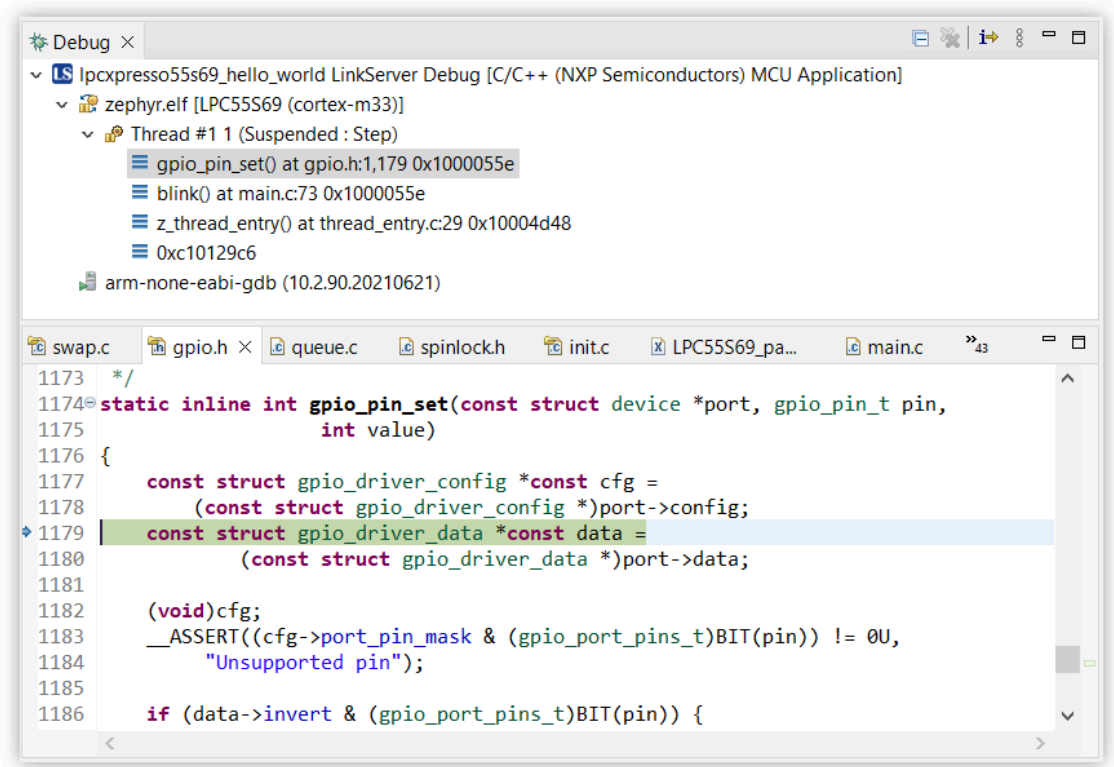 Debug
LS lpcxpresso55s69_hello_world LinkServer Debug [C/C++ (NXP Semiconductors) MCU Application]
zephyr.elf [LPC55S69 (cortex-m33)]
Thread #1 1 (Suspended : Step)
gpio_pin_set() at gpio.h:1,179 0x1000055e
blink() at main.c:73 0x1000055e
z_thread_entry() at thread_entry.c:29 0x10004d48
0xc10129c6
arm-none-eabi-gdb (10.2.90.20210621)
swap.c gpio.h queue.c spinlock.h init.c LPC55S69_pa... main.c »43
1173 */
1174 static inline int gpio_pin_set(const struct device *port, gpio_pin_t pin,
1175 int value)
1176 {
1177 const struct gpio_driver_config *const cfg =
1178 (const struct gpio_driver_config *)port->config;
1179 const struct gpio_driver_data *const data =
1180 (const struct gpio_driver_data *)port->data;
1181
1182 (void)cfg;
1183 __ASSERT((cfg->port_pin_mask & (gpio_port_pins_t)BIT(pin)) != 0U,
1184 "Unsupported pin");
1185
1186 if (data->invert & (gpio_port_pins_t)BIT(pin)) {